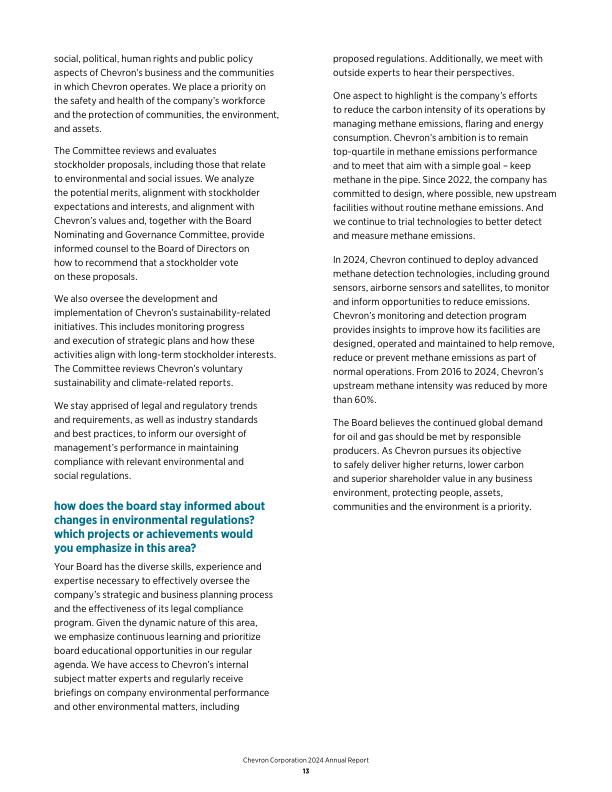 social, political, human rights and public policy
aspects of Chevron’s business and the communities
in which Chevron operates. We place a priority on
the safety and health of the company’s workforce
and the protection of communities, the environment,
and assets.
The Committee reviews and evaluates
stockholder proposals, including those that relate
to environmental and social issues. We analyze
the potential merits, alignment with stockholder
expectations and interests, and alignment with
Chevron’s values and, together with the Board
Nominating and Governance Committee, provide
informed counsel to the Board of Directors on
how to recommend that a stockholder vote
on these proposals.
We also oversee the development and
implementation of Chevron’s sustainability-related
initiatives. This includes monitoring progress
and execution of strategic plans and how these
activities align with long-term stockholder interests.
The Committee reviews Chevron’s voluntary
sustainability and climate-related reports.
We stay apprised of legal and regulatory trends
and requirements, as well as industry standards
and best practices, to inform our oversight of
management’s performance in maintaining
compliance with relevant environmental and
social regulations.
how does the board stay informed about
changes in environmental regulations?
which projects or achievements would
you emphasize in this area?
Your Board has the diverse skills, experience and
expertise necessary to effectively oversee the
company’s strategic and business planning process
and the effectiveness of its legal compliance
program. Given the dynamic nature of this area,
we emphasize continuous learning and prioritize
board educational opportunities in our regular
agenda. We have access to Chevron’s internal
subject matter experts and regularly receive
briefings on company environmental performance
and other environmental matters, including
proposed regulations. Additionally, we meet with
outside experts to hear their perspectives.
One aspect to highlight is the company’s efforts
to reduce the carbon intensity of its operations by
managing methane emissions, flaring and energy
consumption. Chevron’s ambition is to remain
top-quartile in methane emissions performance
and to meet that aim with a simple goal – keep
methane in the pipe. Since 2022, the company has
committed to design, where possible, new upstream
facilities without routine methane emissions. And
we continue to trial technologies to better detect
and measure methane emissions.
In 2024, Chevron continued to deploy advanced
methane detection technologies, including ground
sensors, airborne sensors and satellites, to monitor
and inform opportunities to reduce emissions.
Chevron’s monitoring and detection program
provides insights to improve how its facilities are
designed, operated and maintained to help remove,
reduce or prevent methane emissions as part of
normal operations. From 2016 to 2024, Chevron’s
upstream methane intensity was reduced by more
than 60%.
The Board believes the continued global demand
for oil and gas should be met by responsible
producers. As Chevron pursues its objective
to safely deliver higher returns, lower carbon
and superior shareholder value in any business
environment, protecting people, assets,
communities and the environment is a priority.
Chevron Corporation 2024 Annual Report
13